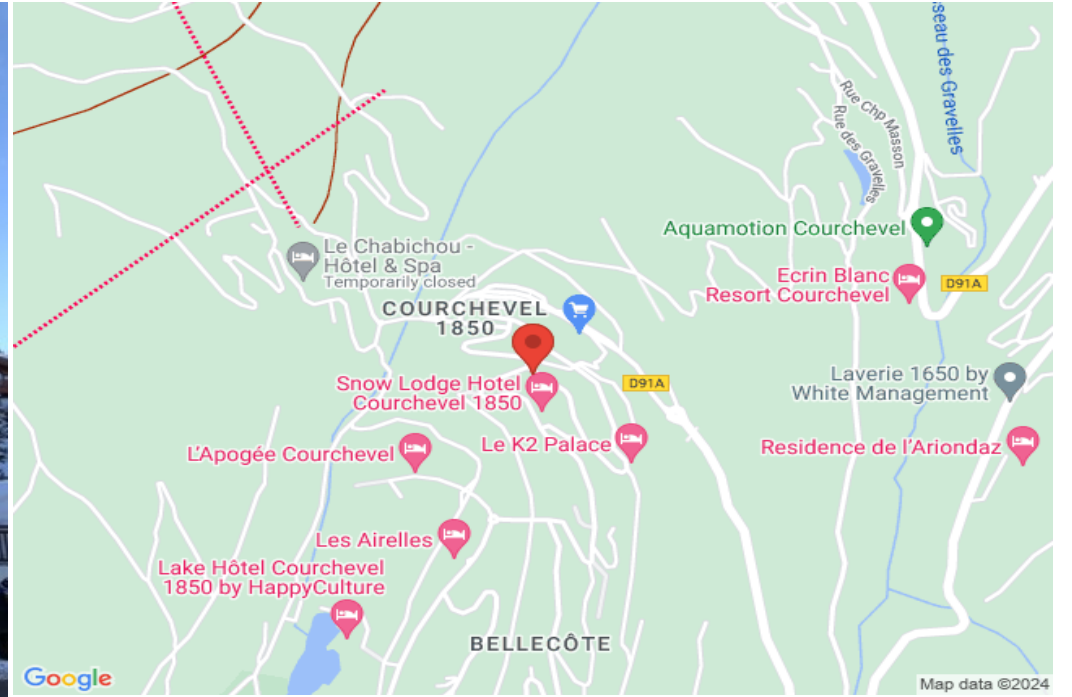 sseau des Gravelles
Rue Chp Masson
Rue des Gravelles
Aquamotion Courchevel
Le Chabichou -
Hôtel & Spa
Temporarily closed
Ecrin Blanc
Resort Courchevel
D91A
COURCHEVEL
1850
Snow Lodge Hotel
Courchevel 1850
D91A
Laverie 1650 by
White Management
L'Apogée Courchevel
Le K2 Palace
Residence de l'Ariondaz
Les Airelles
Lake Hôtel Courchevel
1850 by HappyCulture
BELLECÔTE
Google
Map data ©2024